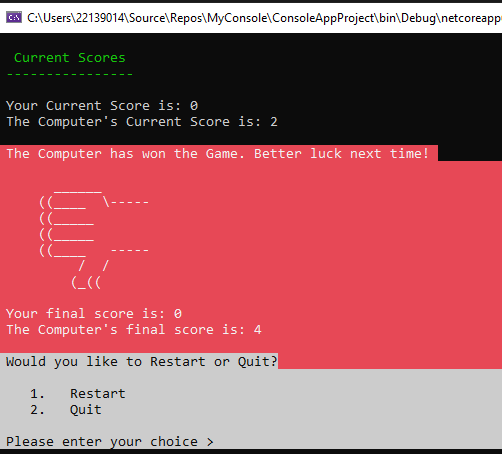 C:\Users\22139014\Source\Repos\MyConsole\ConsoleAppProject\bin\Debug\netcoreapp
Current Scores
----------------
Your Current Score is: 0
The Computer's Current Score is: 2
The Computer has won the Game. Better luck next time!
      ______
    ((____  \-----
    ((_____
    ((_____
    ((____   -----
         /  /
        (_((
Your final score is: 0
The Computer's final score is: 4
Would you like to Restart or Quit?
1.   Restart
2.   Quit
Please enter your choice >